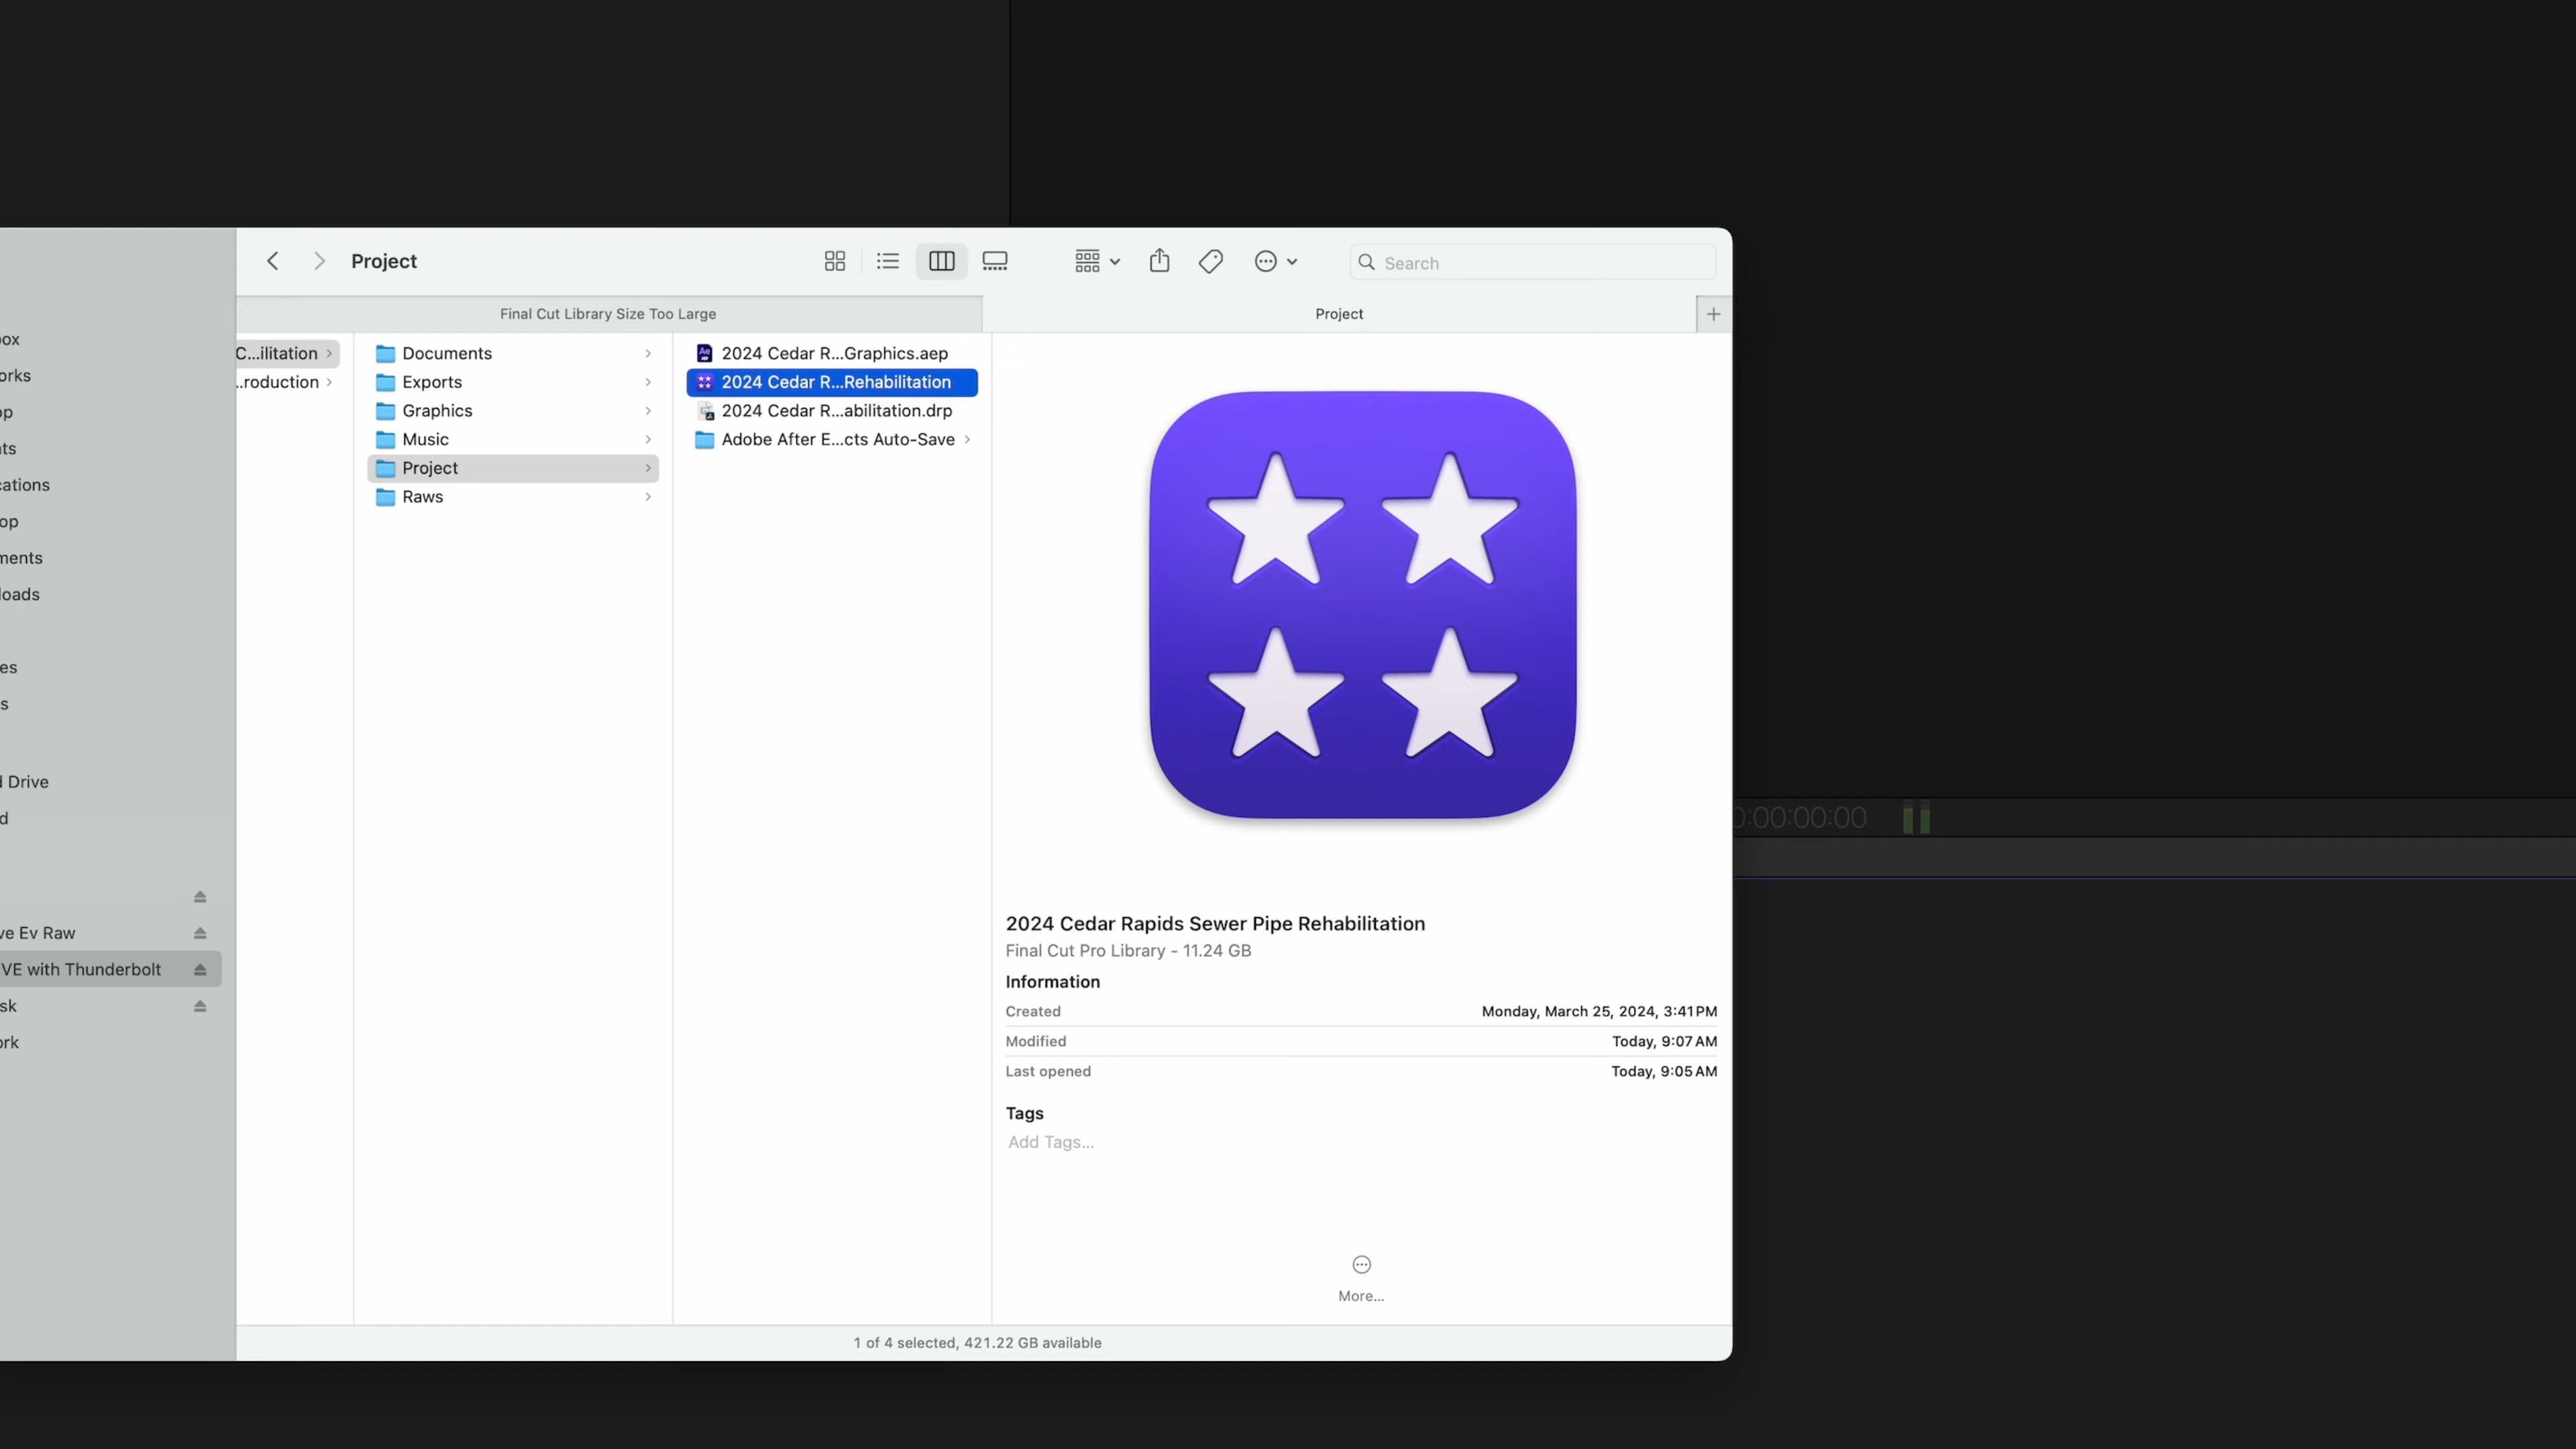 Project
Search
Final Cut Library Size Too Large
Project
ox
orks
op
ts
cations
op
ments
loads
es
s
d Drive
d
ve Ev Raw
VE with Thunderbolt
sk
ork
C...ilitation
...roduction
Documents
Exports
Graphics
Music
Project
Raws
2024 Cedar R...Graphics.aep
2024 Cedar R...Rehabilitation
2024 Cedar R...abilitation.drp
Adobe After E...cts Auto-Save
2024 Cedar Rapids Sewer Pipe Rehabilitation
Final Cut Pro Library - 11.24 GB
Information
Created Monday, March 25, 2024, 3:41 PM
Modified Today, 9:07 AM
Last opened Today, 9:05 AM
Tags
Add Tags...
More...
1 of 4 selected, 421.22 GB available
0:00:00:00